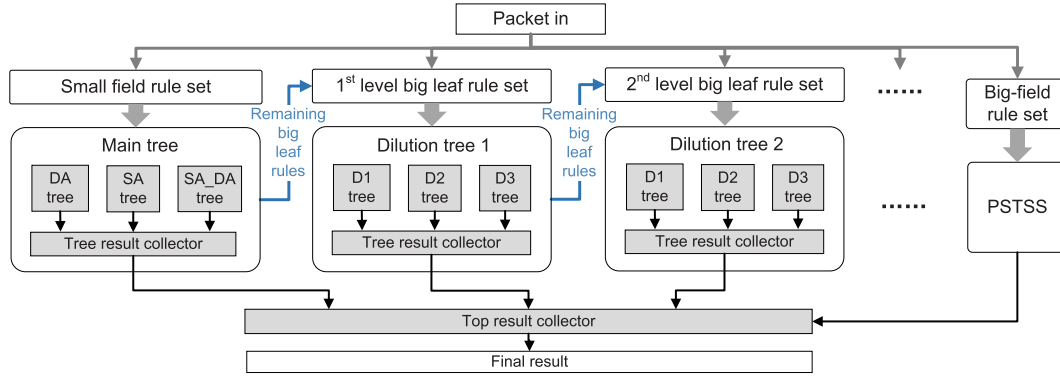 Packet in
Small field rule set
1st level big leaf rule set
2nd level big leaf rule set
......
Big-field
rule set
Remaining
big
leaf
rules
Remaining
big
leaf
rules
Main tree
DA
tree
SA
tree
SA_DA
tree
Tree result collector
Dilution tree 1
D1
tree
D2
tree
D3
tree
Tree result collector
Dilution tree 2
D1
tree
D2
tree
D3
tree
Tree result collector
......
PSTSS
Top result collector
Final result